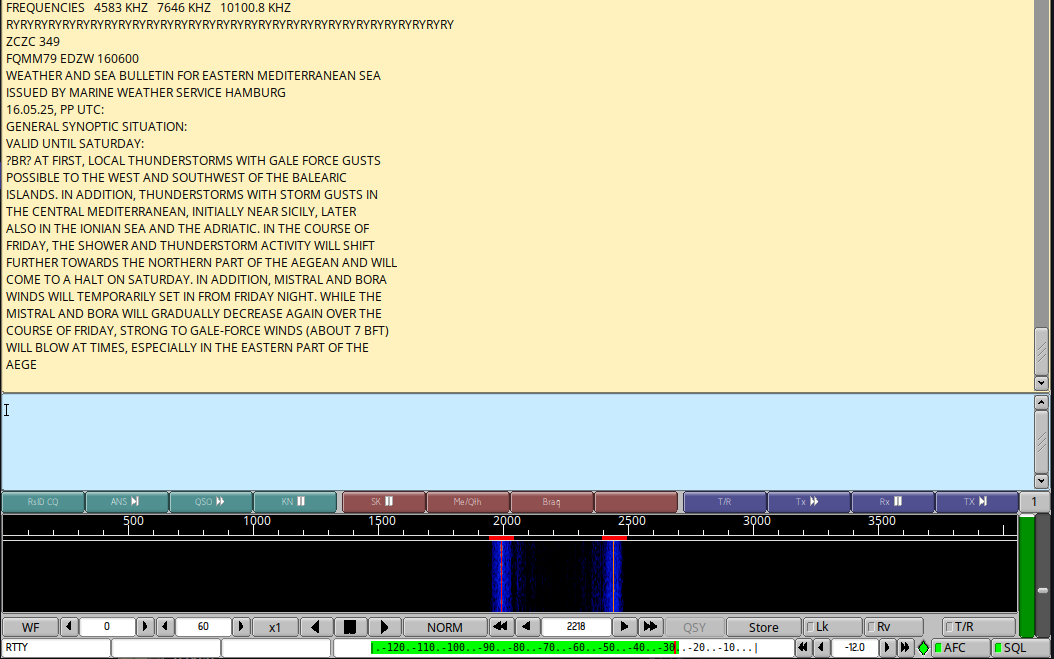 FREQUENCIES 4583 KHZ 7646 KHZ 10100.8 KHZ
RYRYRYRYRYRYRYRYRYRYRYRYRYRYRYRYRYRYRYRYRYRYRYRYRYRYRYRYRYRYRYRY
ZCZC 349
FQMM79 EDZW 160600
WEATHER AND SEA BULLETIN FOR EASTERN MEDITERRANEAN SEA
ISSUED BY MARINE WEATHER SERVICE HAMBURG
16.05.25, PP UTC:
GENERAL SYNOPTIC SITUATION:
VALID UNTIL SATURDAY:
?BR? AT FIRST, LOCAL THUNDERSTORMS WITH GALE FORCE GUSTS
POSSIBLE TO THE WEST AND SOUTHWEST OF THE BALEARIC
ISLANDS. IN ADDITION, THUNDERSTORMS WITH STORM GUSTS IN
THE CENTRAL MEDITERRANEAN, INITIALLY NEAR SICILY, LATER
ALSO IN THE IONIAN SEA AND THE ADRIATIC. IN THE COURSE OF
FRIDAY, THE SHOWER AND THUNDERSTORM ACTIVITY WILL SHIFT
FURTHER TOWARDS THE NORTHERN PART OF THE AEGEAN AND WILL
COME TO A HALT ON SATURDAY. IN ADDITION, MISTRAL AND BORA
WINDS WILL TEMPORARILY SET IN FROM FRIDAY NIGHT. WHILE THE
MISTRAL AND BORA WILL GRADUALLY DECREASE AGAIN OVER THE
COURSE OF FRIDAY, STRONG TO GALE-FORCE WINDS (ABOUT 7 BFT)
WILL BLOW AT TIMES, ESPECIALLY IN THE EASTERN PART OF THE
AEGE
RsID CQ ANS QSO KN SK Me/Qth Brag T/R Tx Rx TX 1
500 1000 1500 2000 2500 3000 3500
WF 0 60 x1 NORM 2218 QSY Store Lk Rv T/R
RTTY -120 -110 -100 -90 -80 -70 -60 -50 -40 -30 -20 -10 -12.0 AFC SQL